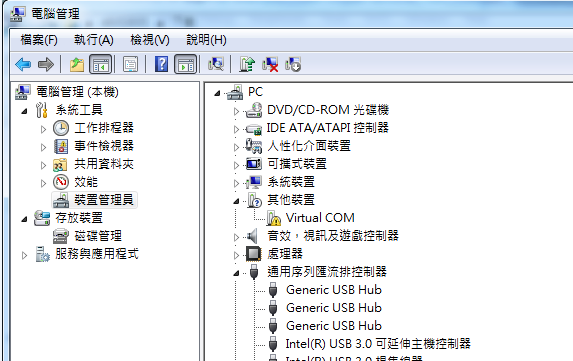 電腦管理
檔案(F) 執行(A) 檢視(V) 說明(H)
電腦管理 (本機)
系統工具
工作排程器
事件檢視器
共用資料夾
效能
裝置管理員
存放裝置
磁碟管理
服務與應用程式
PC
DVD/CD-ROM 光碟機
IDE ATA/ATAPI 控制器
人性化介面裝置
可攜式裝置
系統裝置
其他裝置
Virtual COM
音效，視訊及遊戲控制器
處理器
通用序列匯流排控制器
Generic USB Hub
Generic USB Hub
Generic USB Hub
Intel(R) USB 3.0 可延伸主機控制器
Intel(R) USB 3.0 根集線器